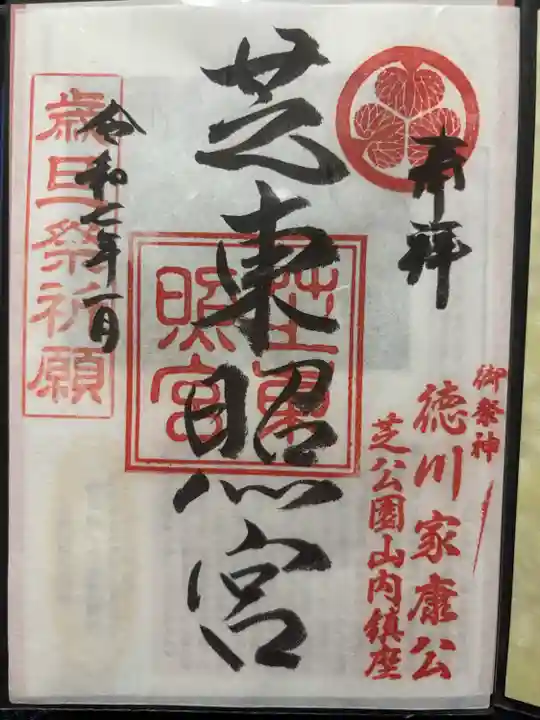 奉拝
御祭神
徳川家康公
芝公園山内鎮座
芝東照宮
芝東照宮
令和七年一月
歳旦祭祈願